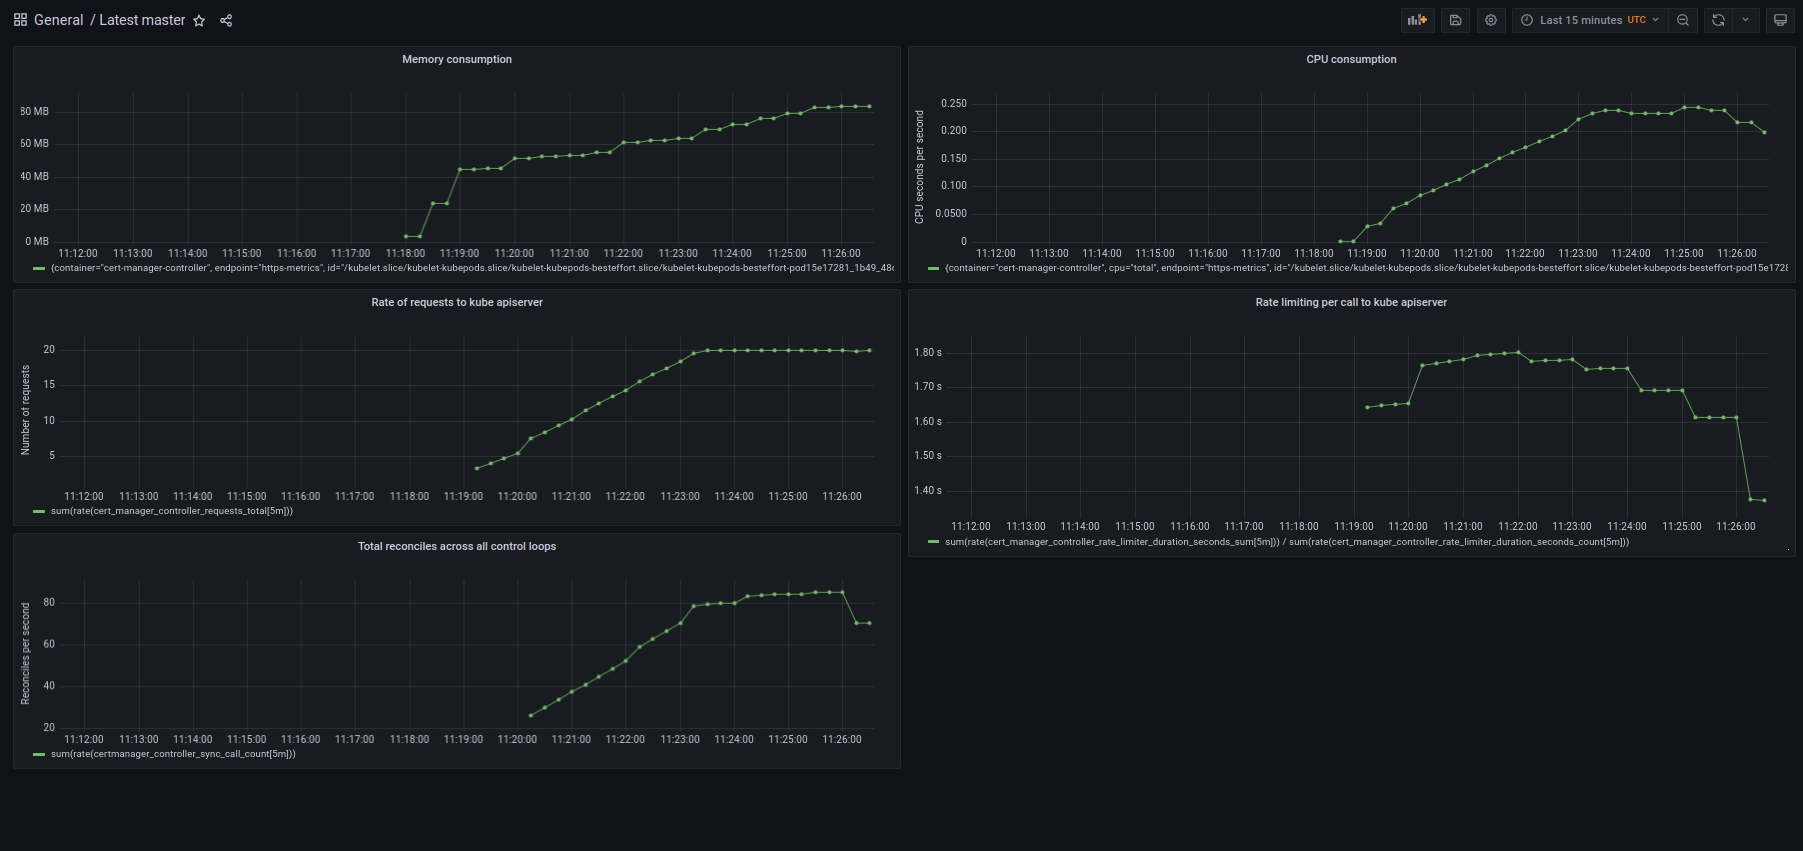 General / Latest master
Last 15 minutes UTC
Memory consumption
80 MB
60 MB
40 MB
20 MB
0 MB
11:12:00 11:13:00 11:14:00 11:15:00 11:16:00 11:17:00 11:18:00 11:19:00 11:20:00 11:21:00 11:22:00 11:23:00 11:24:00 11:25:00 11:26:00
{container="cert-manager-controller", endpoint="https-metrics", id="/kubelet.slice/kubelet-kubepods.slice/kubelet-kubepods-besteffort.slice/kubelet-kubepods-besteffort-pod15e17281_1b49_48
CPU consumption
CPU seconds per second
0.250
0.200
0.150
0.100
0.0500
0
11:12:00 11:13:00 11:14:00 11:15:00 11:16:00 11:17:00 11:18:00 11:19:00 11:20:00 11:21:00 11:22:00 11:23:00 11:24:00 11:25:00 11:26:00
{container="cert-manager-controller", cpu="total", endpoint="https-metrics", id="/kubelet.slice/kubelet-kubepods.slice/kubelet-kubepods-besteffort.slice/kubelet-kubepods-besteffort-pod15e1728
Rate of requests to kube apiserver
Number of requests
20
15
10
5
11:12:00 11:13:00 11:14:00 11:15:00 11:16:00 11:17:00 11:18:00 11:19:00 11:20:00 11:21:00 11:22:00 11:23:00 11:24:00 11:25:00 11:26:00
sum(rate(cert_manager_controller_requests_total[5m]))
Rate limiting per call to kube apiserver
1.80 s
1.70 s
1.60 s
1.50 s
1.40 s
11:12:00 11:13:00 11:14:00 11:15:00 11:16:00 11:17:00 11:18:00 11:19:00 11:20:00 11:21:00 11:22:00 11:23:00 11:24:00 11:25:00 11:26:00
sum(rate(cert_manager_controller_rate_limiter_duration_seconds_sum[5m])) / sum(rate(cert_manager_controller_rate_limiter_duration_seconds_count[5m]))
Total reconciles across all control loops
Reconciles per second
80
60
40
20
11:12:00 11:13:00 11:14:00 11:15:00 11:16:00 11:17:00 11:18:00 11:19:00 11:20:00 11:21:00 11:22:00 11:23:00 11:24:00 11:25:00 11:26:00
sum(rate(certmanager_controller_sync_call_count[5m]))